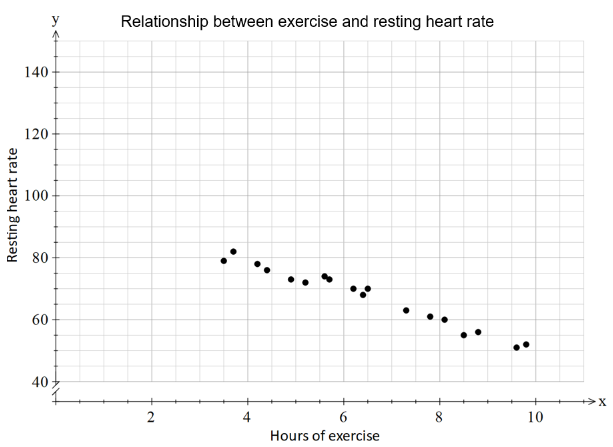 Relationship between exercise and resting heart rate
y
140
120
100
80
60
40
Resting heart rate
2 4 6 8 10
x
Hours of exercise